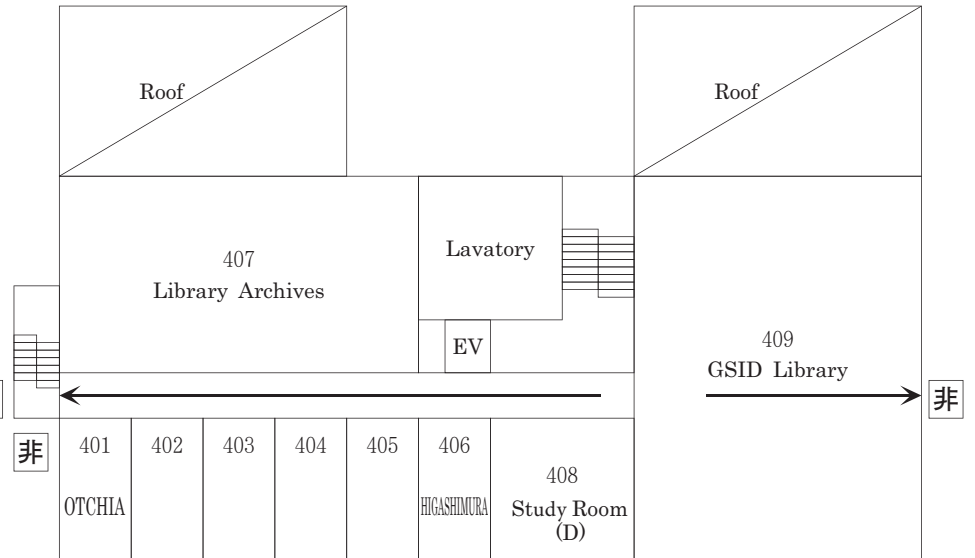 Roof
Roof
407
Library Archives
Lavatory
EV
409
GSID Library
非
非
401
402
403
404
405
406
408
OTCHIA
HIGASHIMURA
Study Room
(D)